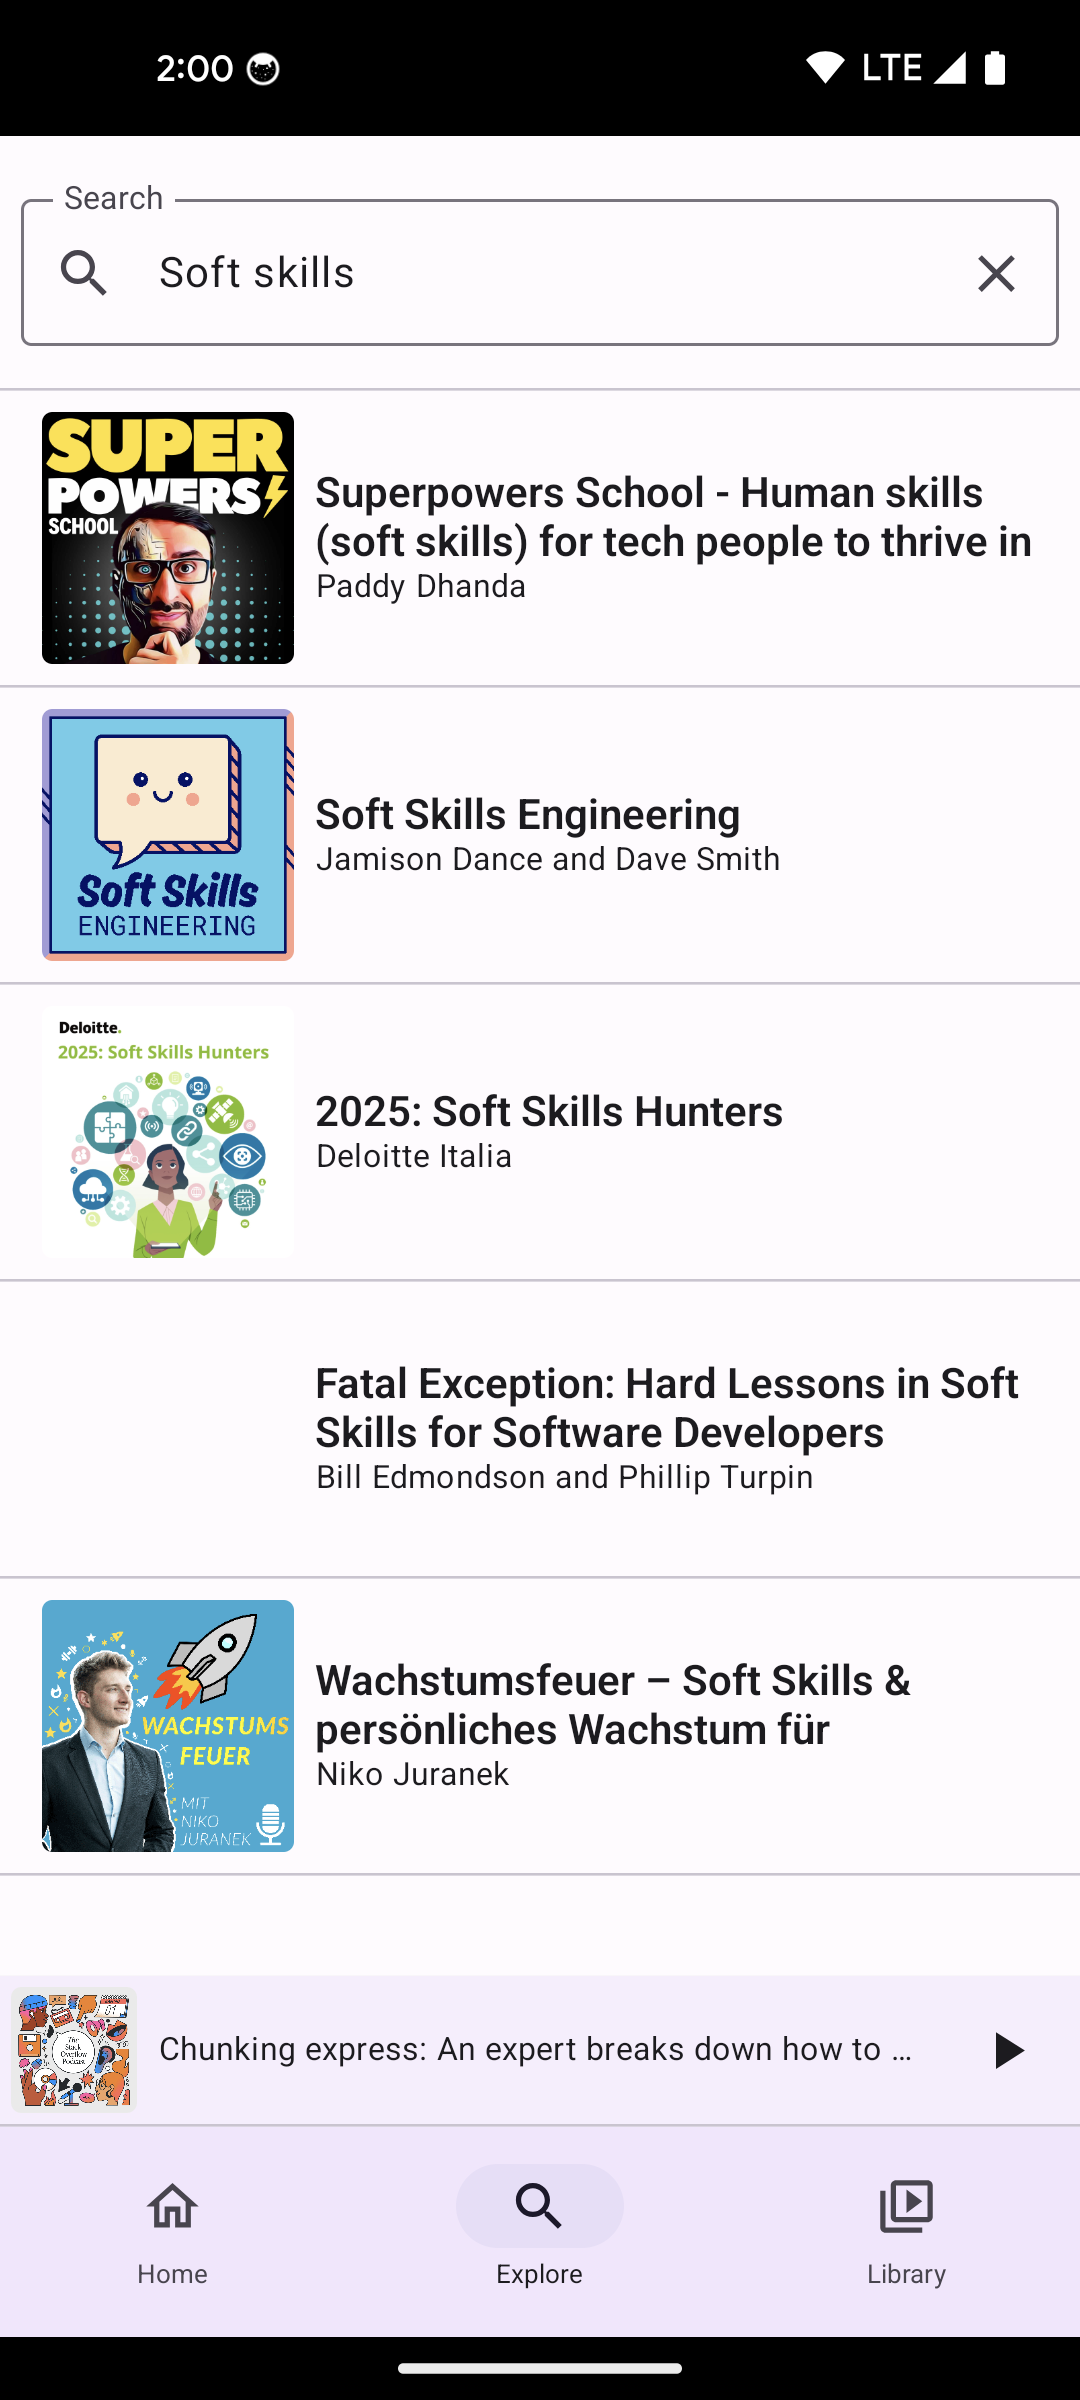 2:00
LTE
Search
Soft skills
SUPER
POWERS
SCHOOL
Superpowers School - Human skills
(soft skills) for tech people to thrive in
Paddy Dhanda
Soft Skills
ENGINEERING
Soft Skills Engineering
Jamison Dance and Dave Smith
Deloitte.
2025: Soft Skills Hunters
2025: Soft Skills Hunters
Deloitte Italia
Fatal Exception: Hard Lessons in Soft
Skills for Software Developers
Bill Edmondson and Phillip Turpin
WACHSTUMS
FEUER
MIT
NIKO
JURANEK
Wachstumsfeuer – Soft Skills &
persönliches Wachstum für
Niko Juranek
The
Stack
Overflow
Podcast
Chunking express: An expert breaks down how to ...
Home
Explore
Library